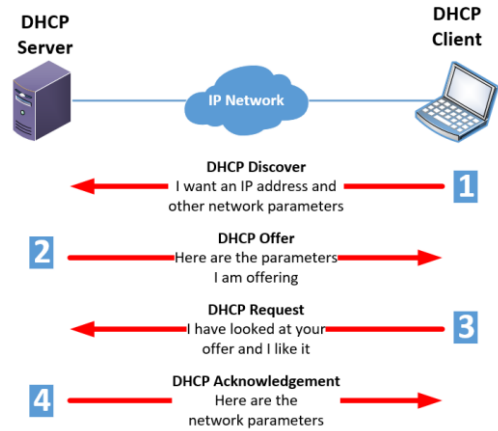 DHCP
Server
DHCP
Client
IP Network
DHCP Discover
I want an IP address and
other network parameters
1
2
DHCP Offer
Here are the parameters
I am offering
DHCP Request
I have looked at your
offer and I like it
3
4
DHCP Acknowledgement
Here are the
network parameters